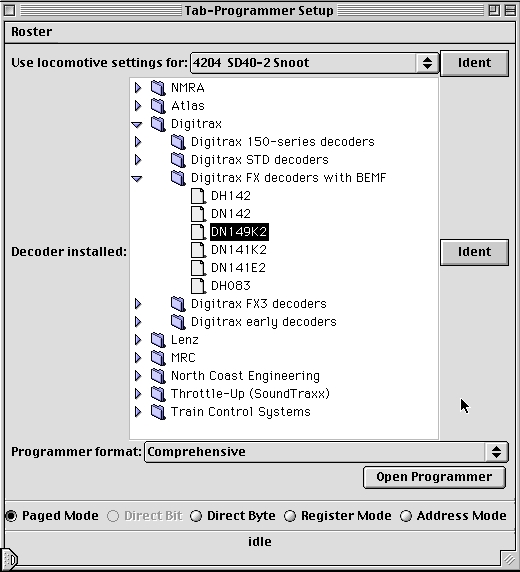 Tab-Programmer Setup
Roster
Use locomotive settings for: 4204 SD40-2 Snoot Ident
NMRA
Atlas
Digitrax
Digitrax 150-series decoders
Digitrax STD decoders
Digitrax FX decoders with BEMF
DH142
DN142
DN149K2
Decoder installed: Ident
DN141K2
DN141E2
DH083
Digitrax FX3 decoders
Digitrax early decoders
Lenz
MRC
North Coast Engineering
Throttle-Up (SoundTraxx)
Train Control Systems
Programmer format: Comprehensive
Open Programmer
Paged Mode Direct Bit Direct Byte Register Mode Address Mode
idle